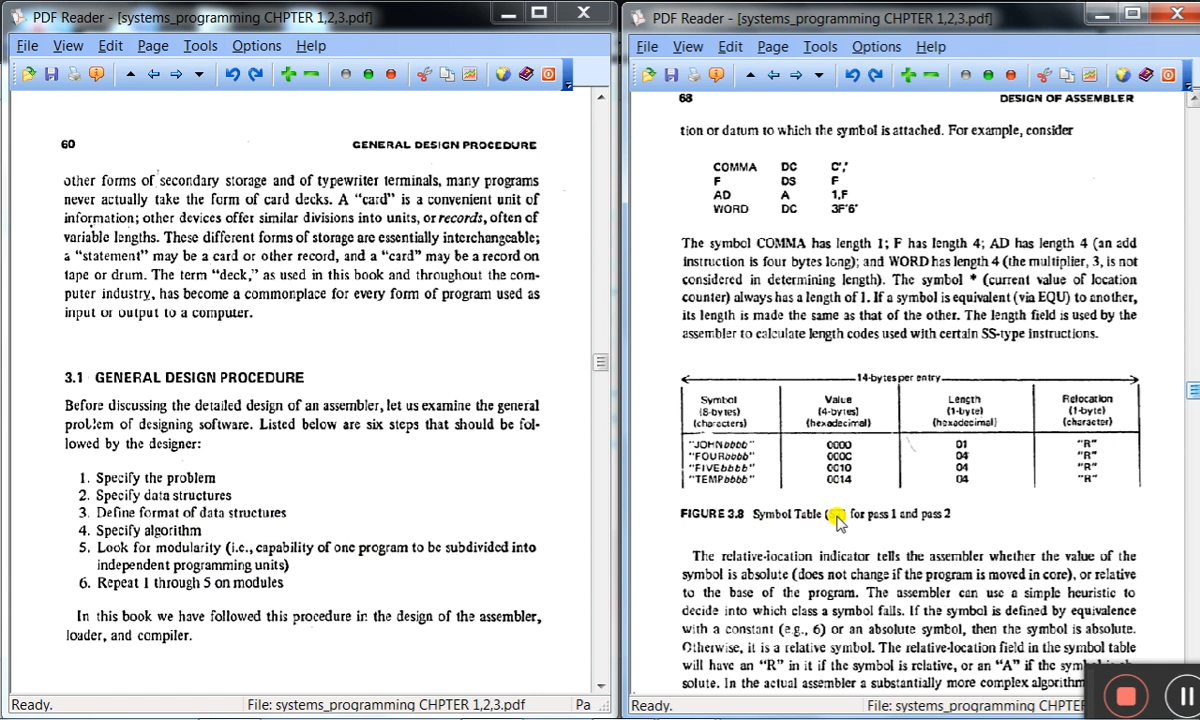 PDF Reader - [systems_programming CHPTER 1,2,3.pdf]
File View Edit Page Tools Options Help
60 GENERAL DESIGN PROCEDURE
other forms of secondary storage and of typewriter terminals, many programs
never actually take the form of card decks. A “card” is a convenient unit of
information; other devices offer similar divisions into units, or records, often of
variable lengths. These different forms of storage are essentially interchangeable;
a “statement” may be a card or other record, and a “card” may be a record on
tape or drum. The term “deck,” as used in this book and throughout the com-
puter industry, has become a commonplace for every form of program used as
input or output to a computer.
3.1 GENERAL DESIGN PROCEDURE
Before discussing the detailed design of an assembler, let us examine the general
problem of designing software. Listed below are six steps that should be fol-
lowed by the designer:
1. Specify the problem
2. Specify data structures
3. Define format of data structures
4. Specify algorithm
5. Look for modularity (i.e., capability of one program to be subdivided into
independent programming units)
6. Repeat 1 through 5 on modules
In this book we have followed this procedure in the design of the assembler,
loader, and compiler.
Ready. File: systems_programming CHPTER 1,2,3.pdf Pa
PDF Reader - [systems_programming CHPTER 1,2,3.pdf]
File View Edit Page Tools Options Help
68 DESIGN OF ASSEMBLER
tion or datum to which the symbol is attached. For example, consider
COMMA DC C','
F DS F
AD A 1,F
WORD DC 3F'6'
The symbol COMMA has length 1; F has length 4; AD has length 4 (an add
instruction is four bytes long); and WORD has length 4 (the multiplier, 3, is not
considered in determining length). The symbol * (current value of location
counter) always has a length of 1. If a symbol is equivalent (via EQU) to another,
its length is made the same as that of the other. The length field is used by the
assembler to calculate length codes used with certain SS-type instructions.
14-bytes per entry
Symbol Value Length Relocation
(8-bytes) (4-bytes) (1-byte) (1-byte)
(characters) (hexadecimal) (hexadecimal) (character)
"JOHNbbbb" 0000 01 "R"
"FOURbbbb" 000C 04 "R"
"FIVEbbbb" 0010 04 "R"
"TEMPbbbb" 0014 04 "R"
FIGURE 3.8 Symbol Table ( for pass 1 and pass 2
The relative-location indicator tells the assembler whether the value of the
symbol is absolute (does not change if the program is moved in core), or relative
to the base of the program. The assembler can use a simple heuristic to
decide into which class a symbol falls. If the symbol is defined by equivalence
with a constant (e.g., 6) or an absolute symbol, then the symbol is absolute.
Otherwise, it is a relative symbol. The relative-location field in the symbol table
will have an “R” in it if the symbol is relative, or an “A” if the
solute. In the actual assembler a substantially more complex algorithm
Ready. File: systems_programming CHPTE